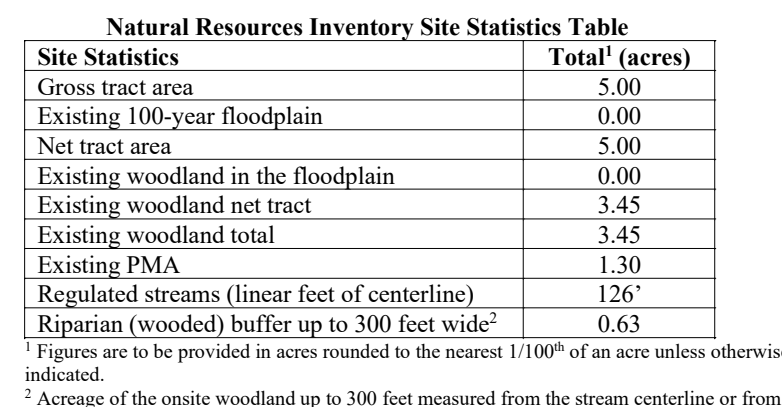 Natural Resources Inventory Site Statistics Table
Site Statistics Total¹ (acres)
Gross tract area 5.00
Existing 100-year floodplain 0.00
Net tract area 5.00
Existing woodland in the floodplain 0.00
Existing woodland net tract 3.45
Existing woodland total 3.45
Existing PMA 1.30
Regulated streams (linear feet of centerline) 126’
Riparian (wooded) buffer up to 300 feet wide² 0.63
¹ Figures are to be provided in acres rounded to the nearest 1/100th of an acre unless otherwise
indicated.
² Acreage of the onsite woodland up to 300 feet measured from the stream centerline or from